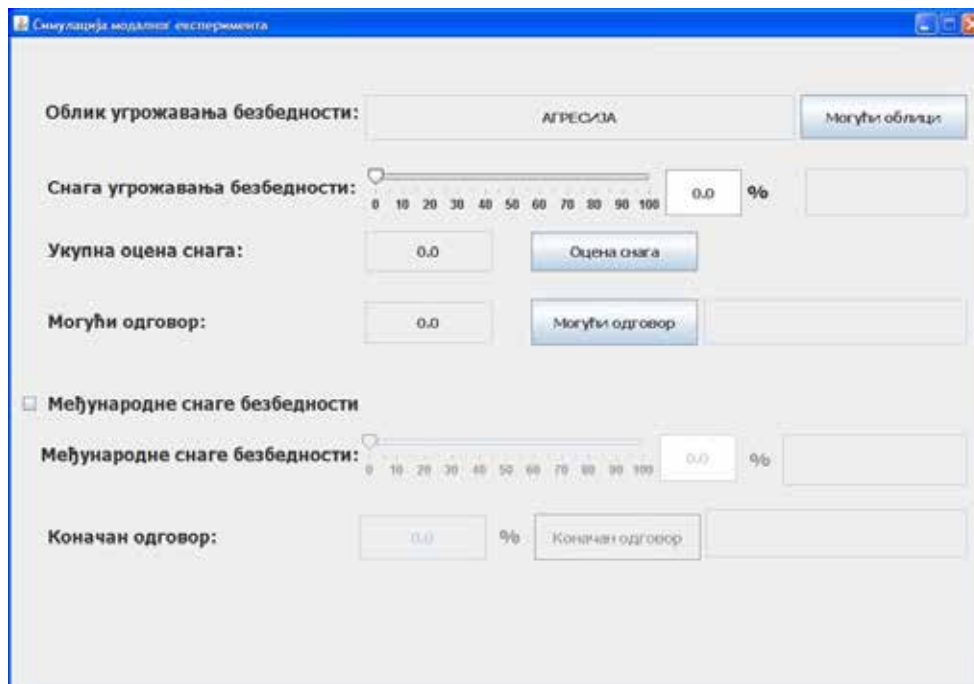 Симулација модалног експеримента
Облик угрожавања безбедности: АГРЕСИЈА Могући облици
Снага угрожавања безбедности: 0.0 %
0 10 20 30 40 50 60 70 80 90 100
Укупна оцена снага: 0.0 Оцена снага
Могући одговор: 0.0 Могући одговор
Међународне снаге безбедности
Међународне снаге безбедности: 0.0 %
0 10 20 30 40 50 60 70 80 90 100
Коначан одговор: 0.0 % Коначан одговор